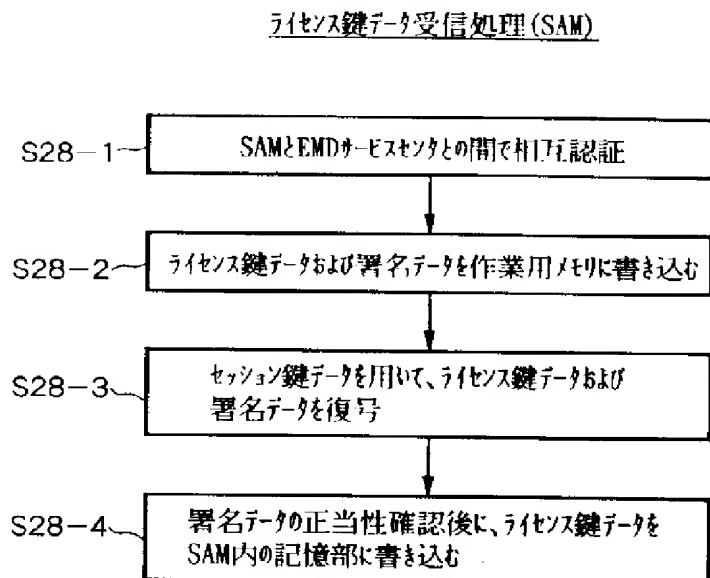 ライセンス鍵データ受信処理(SAM)
S28-1
SAMとEMDサービスセンタとの間で相互認証
S28-2
ライセンス鍵データおよび署名データを作業用メモリに書き込む
S28-3
セッション鍵データを用いて、ライセンス鍵データおよび
署名データを復号
S28-4
署名データの正当性確認後に、ライセンス鍵データを
SAM内の記憶部に書き込む